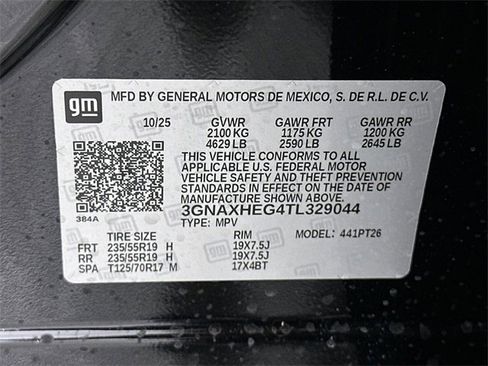 gm
MFD BY GENERAL MOTORS DE MEXICO, S. DE R.L. DE C.V.
10/25 GVWR GAWR FRT GAWR RR
2100 KG 1175 KG 1200 KG
4629 LB 2590 LB 2645 LB
THIS VEHICLE CONFORMS TO ALL
APPLICABLE U.S. FEDERAL MOTOR
VEHICLE SAFETY AND THEFT PREVENTION
STANDARDS IN EFFECT ON THE DATE OF
MANUFACTURE SHOWN ABOVE.
3GNAXHEG4TL329044
384A
TYPE: MPV
TIRE SIZE RIM MODEL: 441PT26
FRT 235/55R19 H 19X7.5J
RR 235/55R19 H 19X7.5J
SPA T125/70R17 M 17X4BT